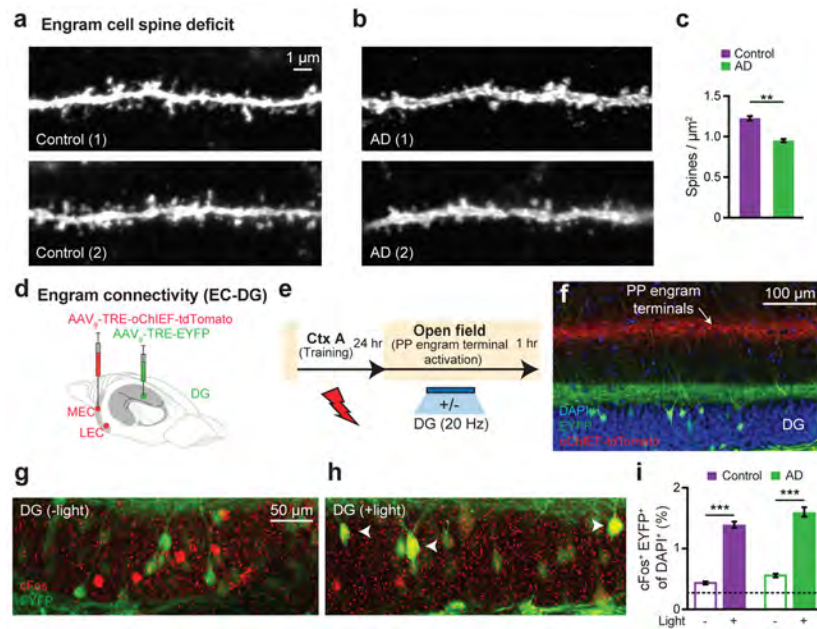 a Engram cell spine deficit
1 µm
Control (1)
Control (2)
b
AD (1)
AD (2)
c
Control
AD
**
Spines / µm²
1.5
1.0
0.5
0
d Engram connectivity (EC-DG)
AAV₉-TRE-oChIEF-tdTomato
AAV₉-TRE-EYFP
DG
MEC
LEC
e
Ctx A
(Training)
24 hr
Open field
(PP engram terminal
activation)
1 hr
+/-
DG (20 Hz)
f
PP engram
terminals
100 µm
DAPI
EYFP
oChIEF-tdTomato
DG
g
DG (-light)
50 µm
cFos
EYFP
h
DG (+light)
i
Control AD
*** ***
cFos⁺ EYFP⁺
of DAPI⁺ (%)
2
1
0
Light - + - +